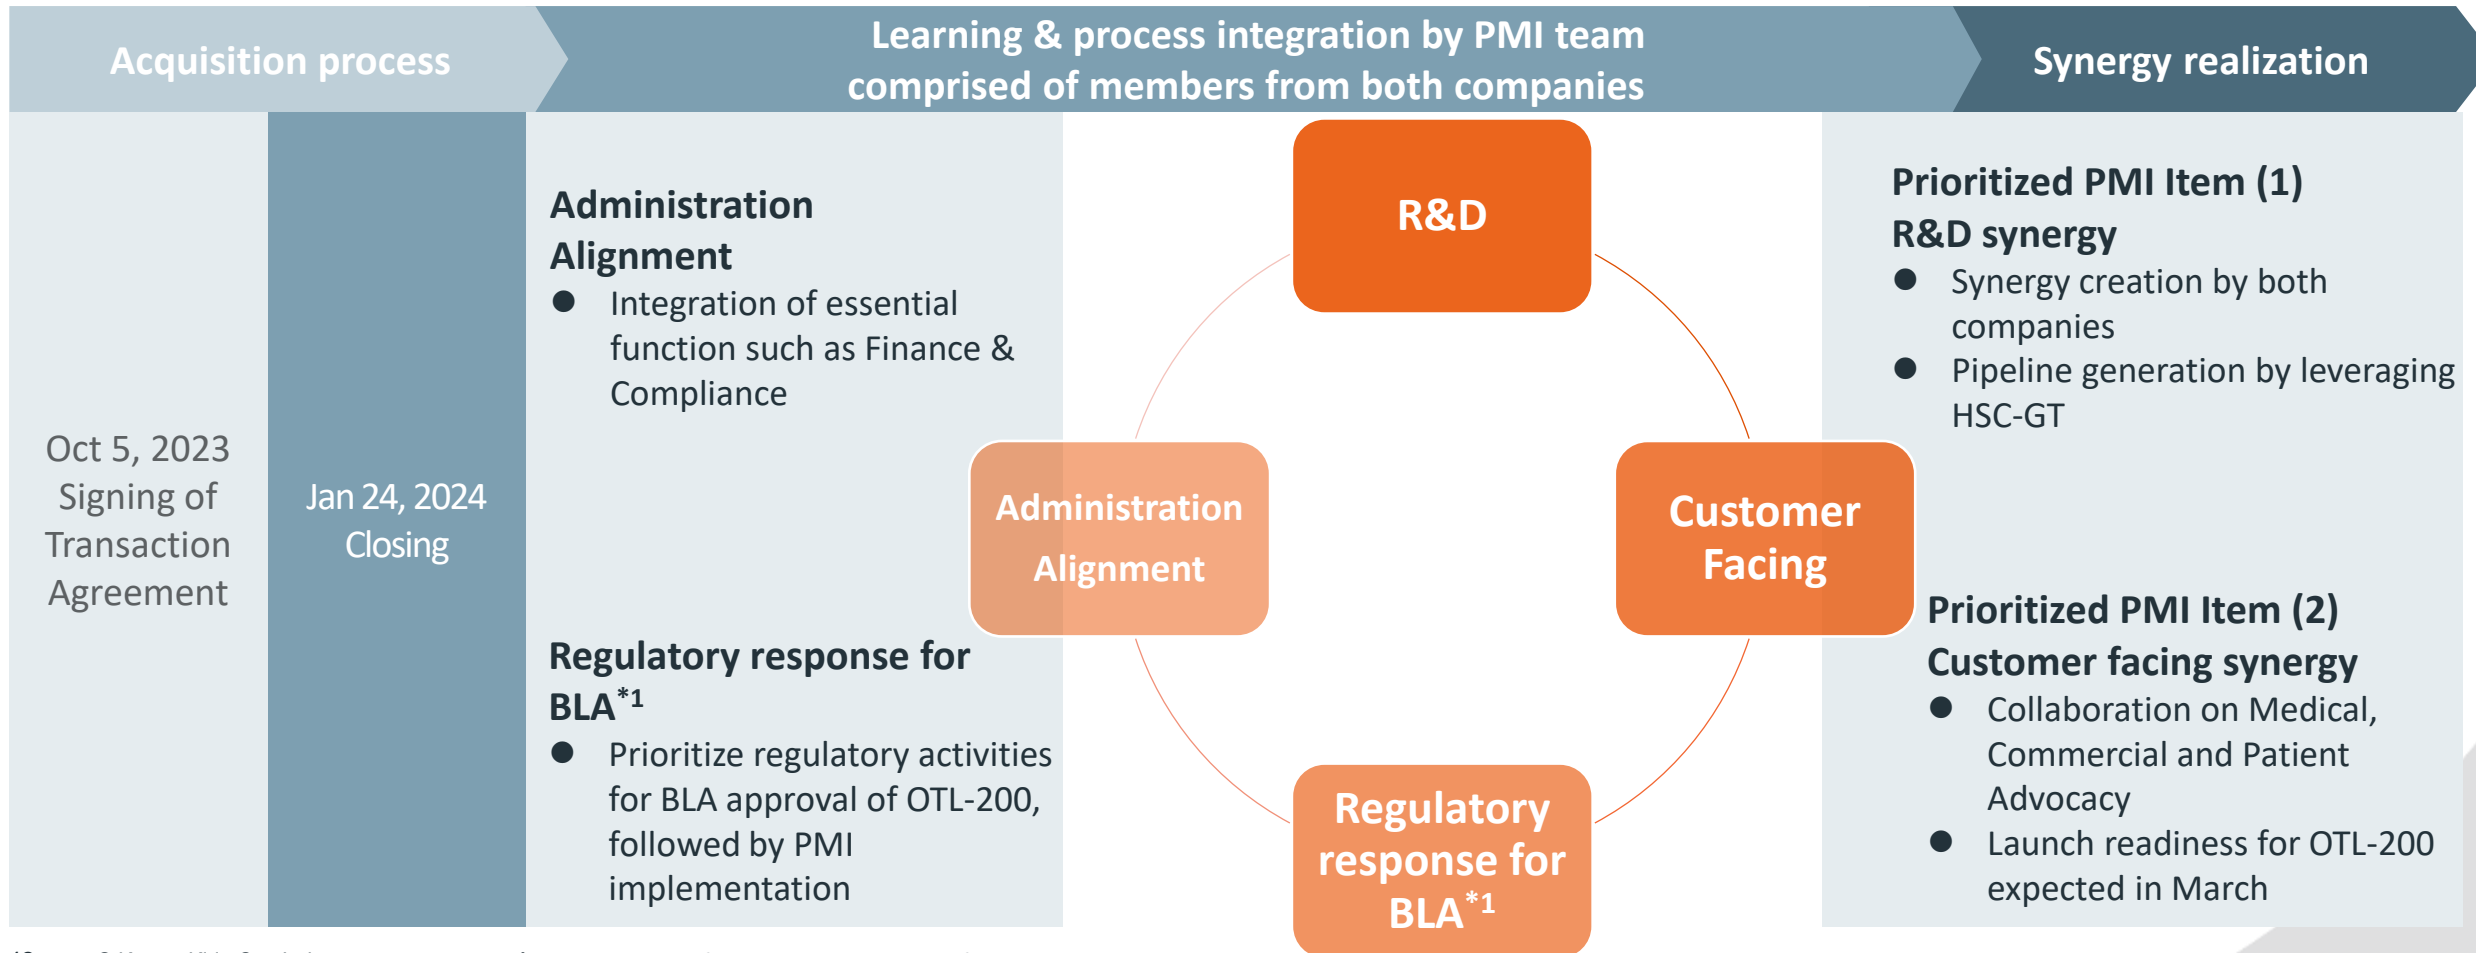 Acquisition process
Learning & process integration by PMI team
comprised of members from both companies
Synergy realization
Oct 5, 2023
Signing of
Transaction
Agreement
Jan 24, 2024
Closing
Administration
Alignment
● Integration of essential
function such as Finance &
Compliance
Regulatory response for
BLA*1
● Prioritize regulatory activities
for BLA approval of OTL-200,
followed by PMI
implementation
R&D
Administration
Alignment
Customer
Facing
Regulatory
response for
BLA*1
Prioritized PMI Item (1)
R&D synergy
● Synergy creation by both
companies
● Pipeline generation by leveraging
HSC-GT
Prioritized PMI Item (2)
Customer facing synergy
● Collaboration on Medical,
Commercial and Patient
Advocacy
● Launch readiness for OTL-200
expected in March